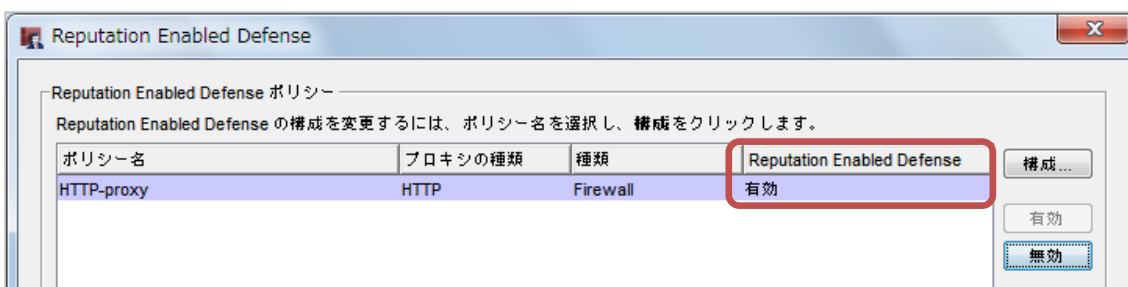 Reputation Enabled Defense
Reputation Enabled Defense ポリシー
Reputation Enabled Defense の構成を変更するには、ポリシー名を選択し、構成をクリックします。
ポリシー名 プロキシの種類 種類 Reputation Enabled Defense 構成...
HTTP-proxy HTTP Firewall 有効
有効
無効